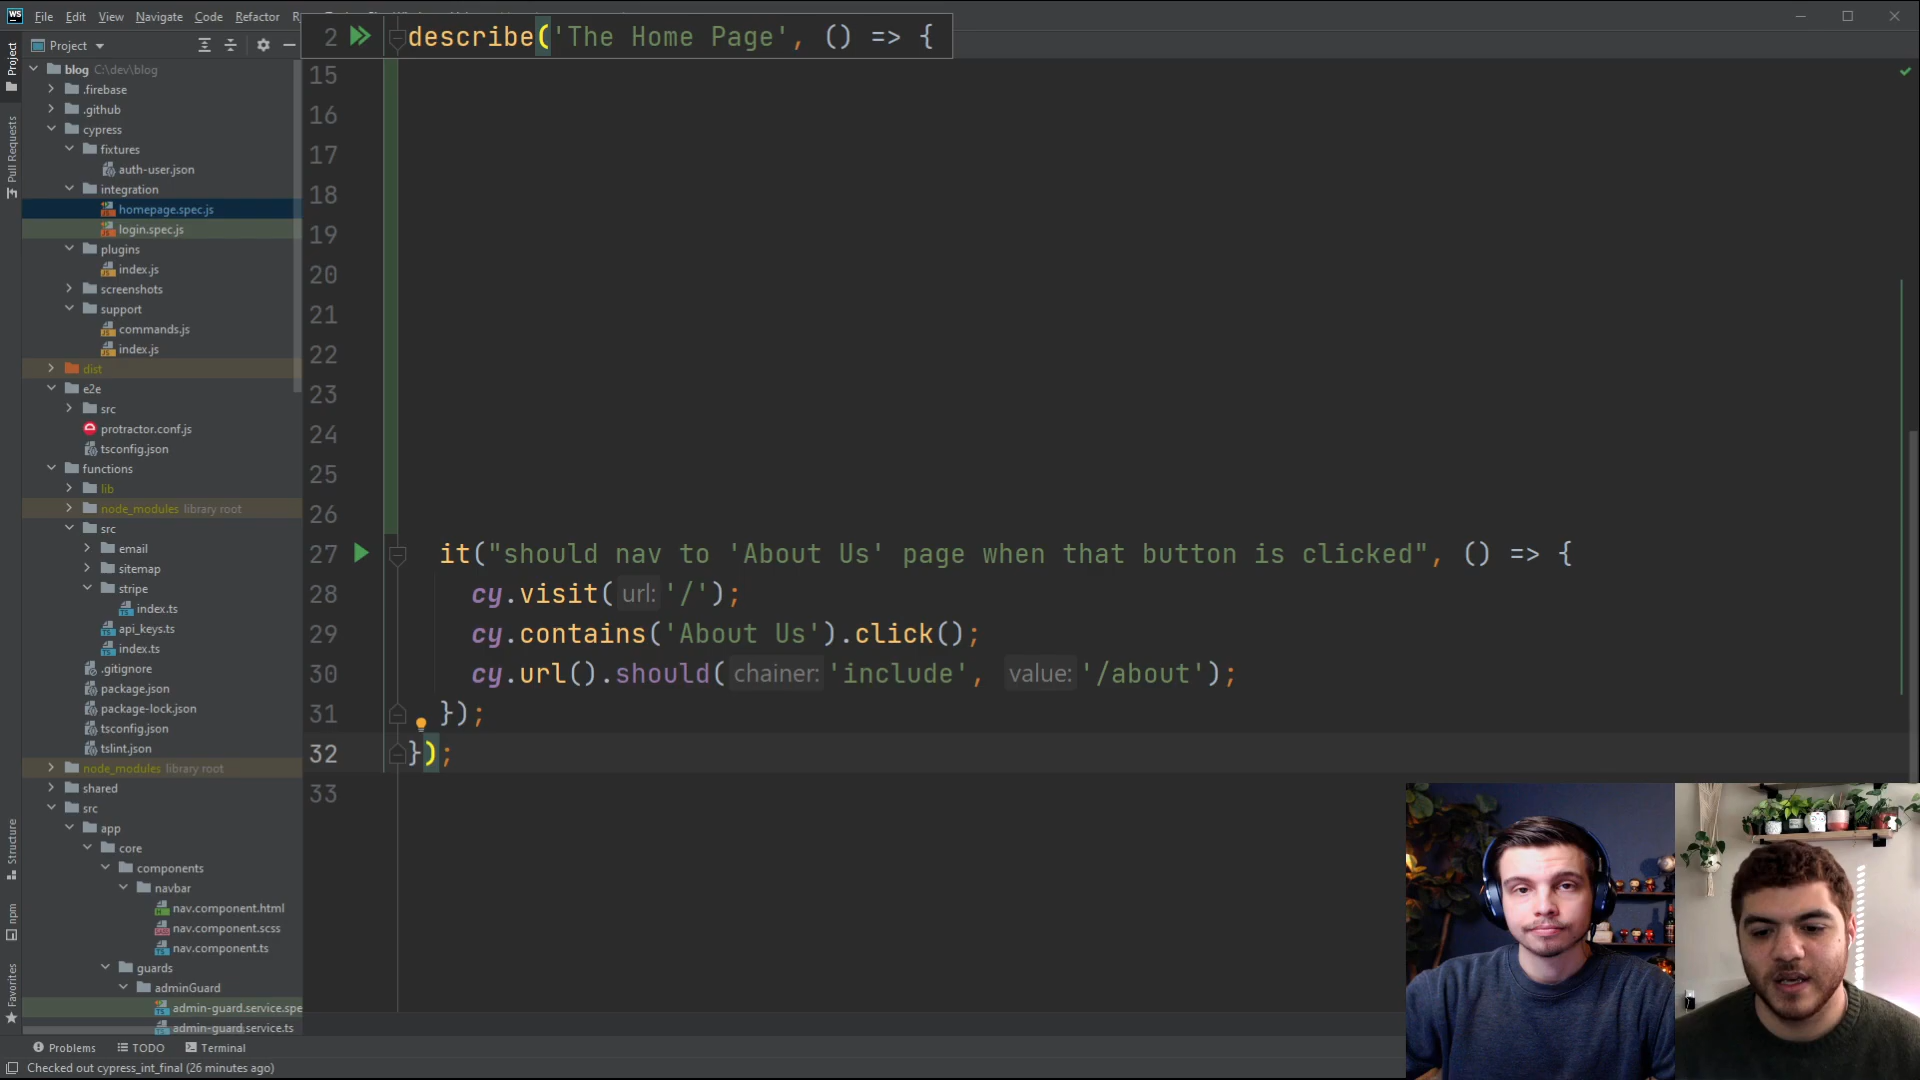 WS File Edit View Navigate Code Refactor
Project
2 describe('The Home Page', () => {
blog C:\dev\blog
.firebase
.github
cypress
fixtures
auth-user.json
integration
homepage.spec.js
login.spec.js
plugins
index.js
screenshots
support
commands.js
index.js
dist
e2e
src
protractor.conf.js
tsconfig.json
functions
lib
node_modules library root
src
email
sitemap
stripe
index.ts
api_keys.ts
index.ts
.gitignore
package.json
package-lock.json
tsconfig.json
tslint.json
node_modules library root
shared
src
app
core
components
navbar
nav.component.html
nav.component.scss
nav.component.ts
guards
adminGuard
admin-guard.service.spe
admin-guard.service.ts
Project
Pull Requests
Structure
npm
Favorites
15
16
17
18
19
20
21
22
23
24
25
26
27 it("should nav to 'About Us' page when that button is clicked", () => {
28 cy.visit( url: '/');
29 cy.contains('About Us').click();
30 cy.url().should( chainer: 'include', value: '/about');
31 });
32 });
33
Problems TODO Terminal
Checked out cypress_int_final (26 minutes ago)